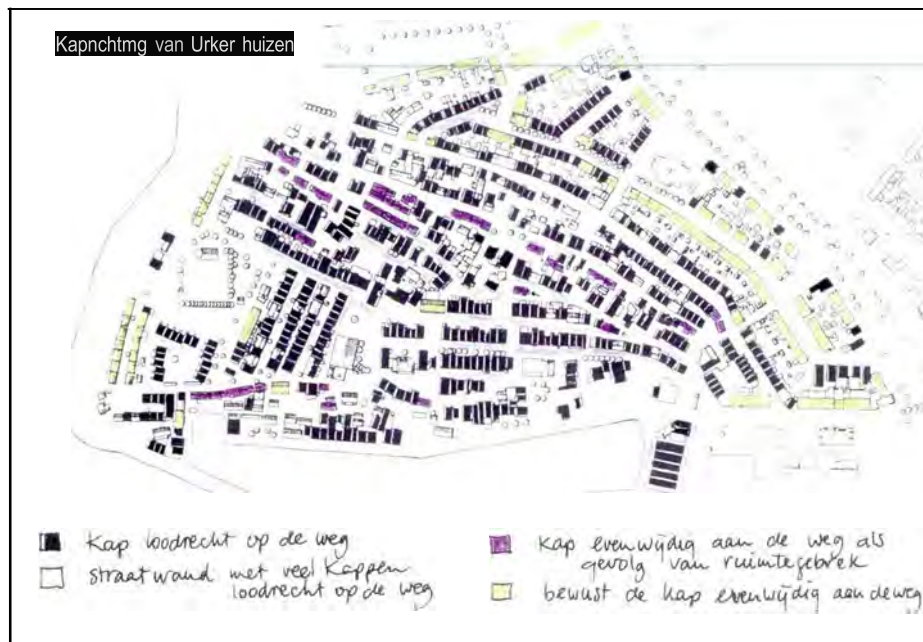 Kapnchtmg van Urker huizen
Kap loodrecht op de weg
straatwand met veel Kappen
loodrecht op de weg
Kap evenwijdig aan de weg als
gevolg van ruimtegebrek
bewust de kap evenwijdig aan de weg